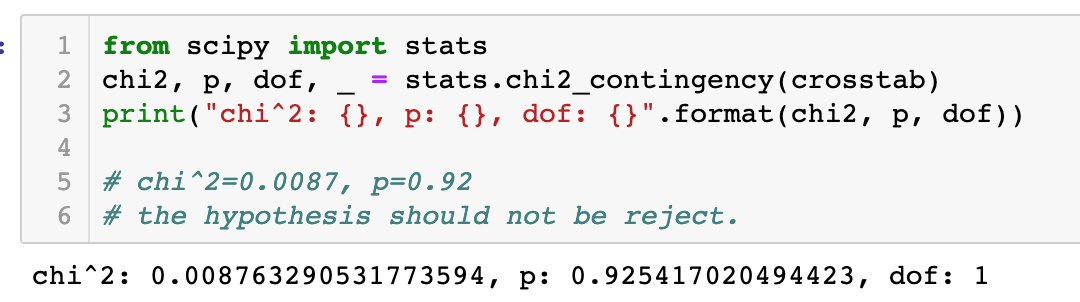 1 from scipy import stats
2 chi2, p, dof, _ = stats.chi2_contingency(crosstab)
3 print("chi^2: {}, p: {}, dof: {}".format(chi2, p, dof))
4
5 # chi^2=0.0087, p=0.92
6 # the hypothesis should not be reject.
chi^2: 0.008763290531773594, p: 0.925417020494423, dof: 1